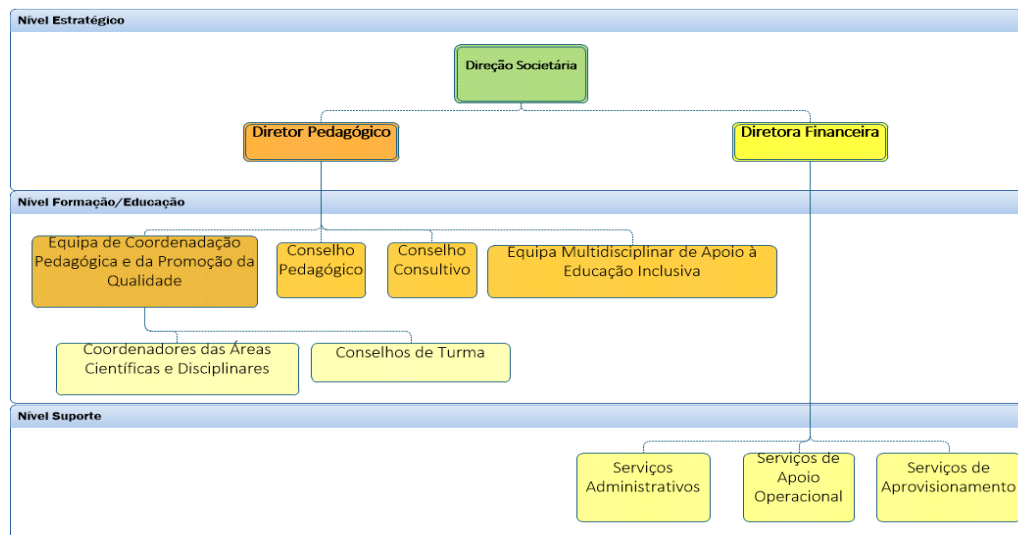 Nível Estratégico
Direção Societária
Diretor Pedagógico
Diretora Financeira
Nível Formação/Educação
Equipa de Coordenadação
Pedagógica e da Promoção da
Qualidade
Conselho
Pedagógico
Conselho
Consultivo
Equipa Multidisciplinar de Apoio à
Educação Inclusiva
Coordenadores das Áreas
Científicas e Disciplinares
Conselhos de Turma
Nível Suporte
Serviços
Administrativos
Serviços de
Apoio
Operacional
Serviços de
Aprovisionamento